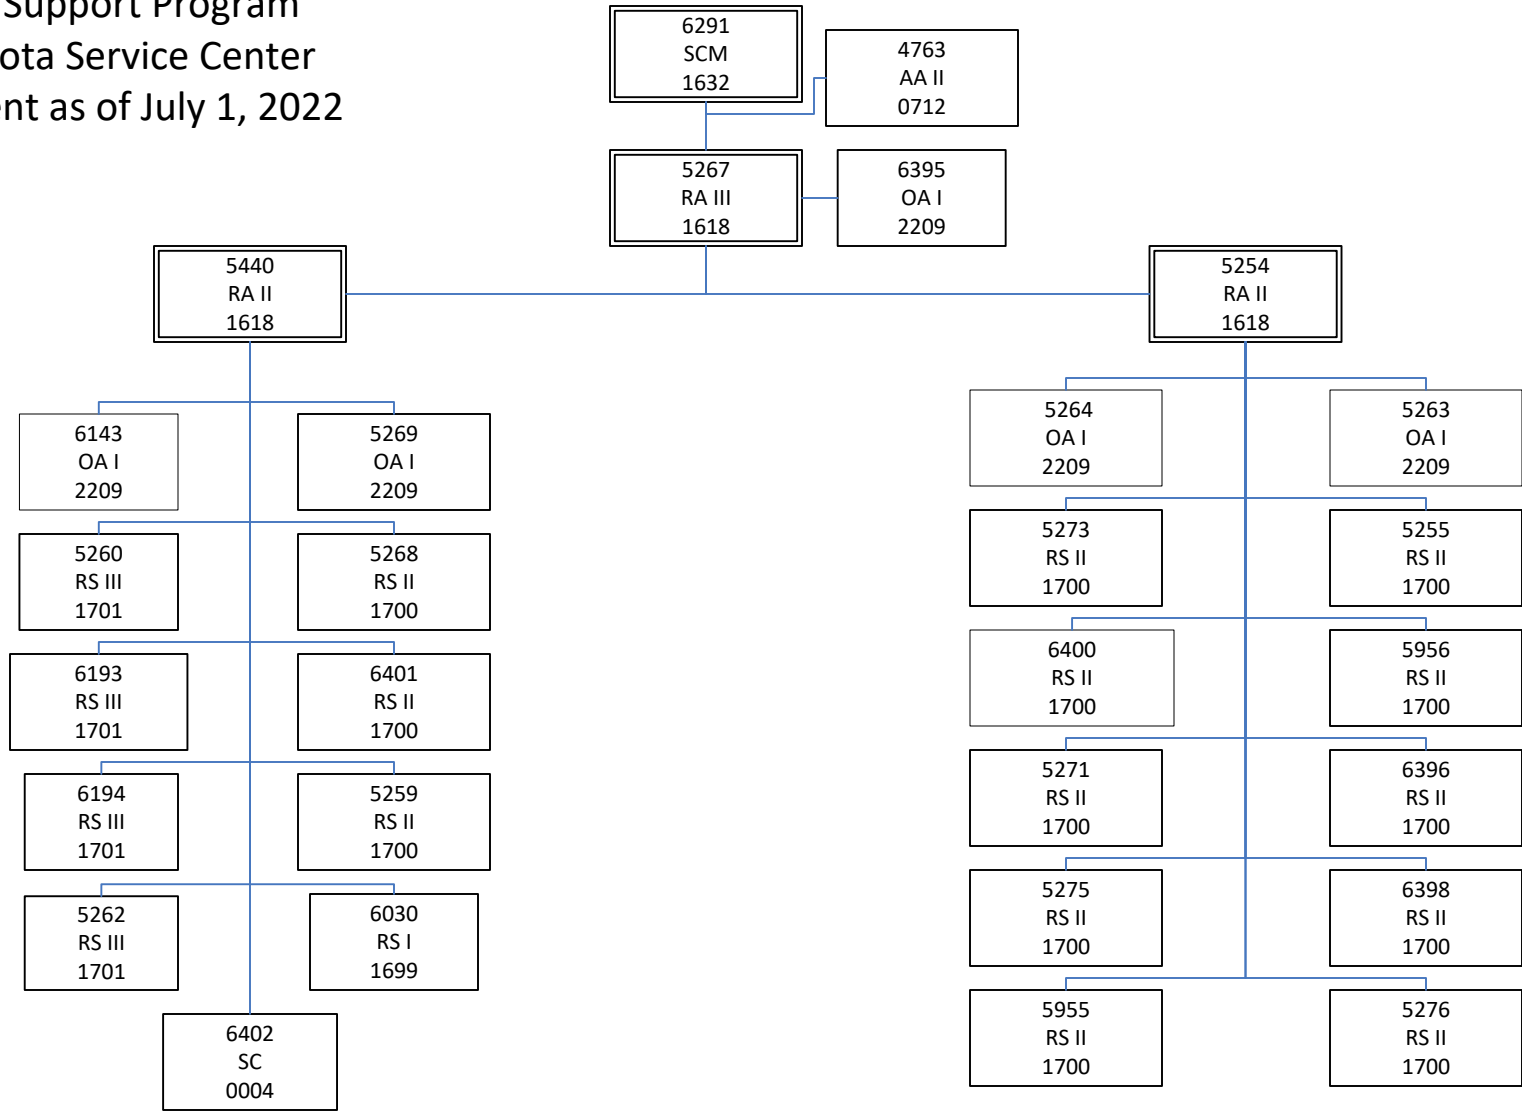 Support Program
ota Service Center
ent as of July 1, 2022
6291
SCM
1632
4763
AA II
0712
5267
RA III
1618
6395
OA I
2209
5440
RA II
1618
5254
RA II
1618
6143
OA I
2209
5269
OA I
2209
5264
OA I
2209
5263
OA I
2209
5260
RS III
1701
5268
RS II
1700
5273
RS II
1700
5255
RS II
1700
6193
RS III
1701
6401
RS II
1700
6400
RS II
1700
5956
RS II
1700
6194
RS III
1701
5259
RS II
1700
5271
RS II
1700
6396
RS II
1700
5262
RS III
1701
6030
RS I
1699
5275
RS II
1700
6398
RS II
1700
6402
SC
0004
5955
RS II
1700
5276
RS II
1700